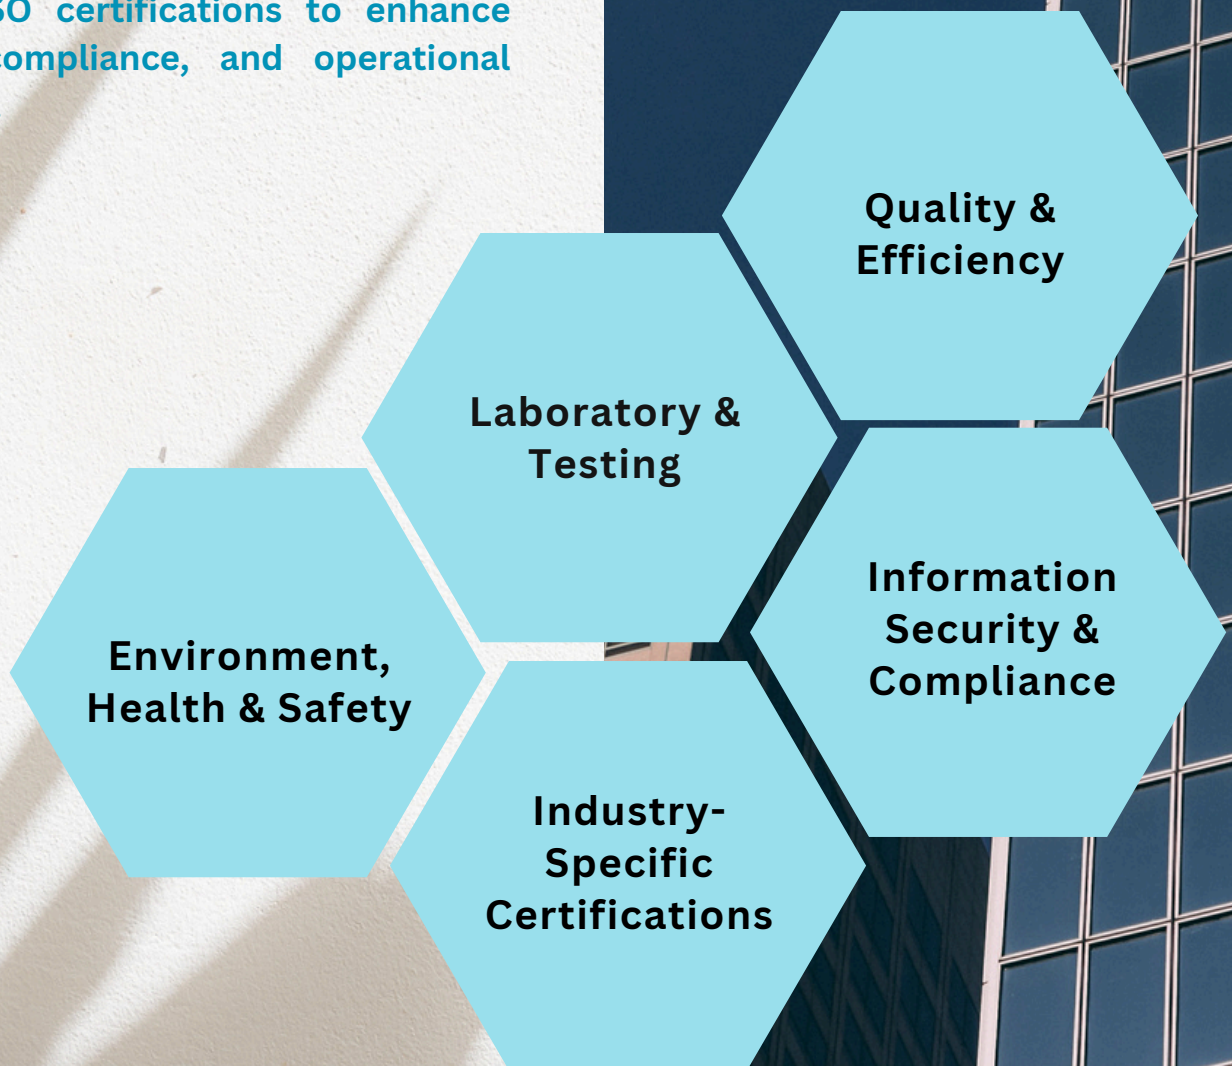 certifications to enhance
compliance, and operational
Quality &
Efficiency
Laboratory &
Testing
Information
Security &
Compliance
Environment,
Health & Safety
Industry-
Specific
Certifications